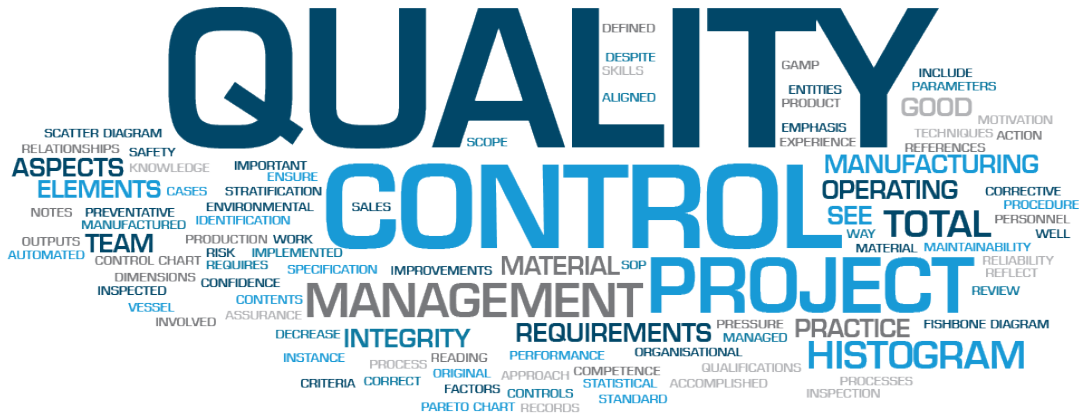 QUALITY
DEFINED
DESPITE
SKILLS
ALIGNED
SCOPE
GAMP
ENTITIES
PRODUCT
EMPHASIS
EXPERIENCE
INCLUDE
PARAMETERS
GOOD
MOTIVATION
TECHNIQUES
ACTION
REFERENCES
SCATTER DIAGRAM
RELATIONSHIPS
SAFETY
ASPECTS
KNOWLEDGE
IMPORTANT
ENSURE
ELEMENTS
CASES
STRATIFICATION
CONTROL
SALES
MANUFACTURING
OPERATING
CORRECTIVE
PROCEDURE
NOTES
PREVENTATIVE
ENVIRONMENTAL
MANUFACTURED
IDENTIFICATION
SEE
TOTAL
PERSONNEL
WAY
WELL
OUTPUTS
TEAM
PRODUCTION
WORK
AUTOMATED
CONTROL CHART
RISK
IMPLEMENTED
REQUIRES
SPECIFICATION
IMPROVEMENTS
MATERIAL
SOP
PROJECT
MATERIAL
MAINTAINABILITY
RELIABILITY
REFLECT
DIMENSIONS
INSPECTED
CONFIDENCE
VESSEL
CONTENTS
MANAGEMENT
REVIEW
INVOLVED
ASSURANCE
DECREASE
INTEGRITY
REQUIREMENTS
PRESSURE
MANAGED
PRACTICE
FISHBONE DIAGRAM
INSTANCE
PROCESS
READING
PERFORMANCE
ORGANISATIONAL
HISTOGRAM
ORIGINAL
APPROACH
COMPETENCE
QUALIFICATIONS
CRITERIA
CORRECT
FACTORS
CONTROLS
STATISTICAL
ACCOMPLISHED
PROCESSES
STANDARD
INSPECTION
PARETO CHART
RECORDS